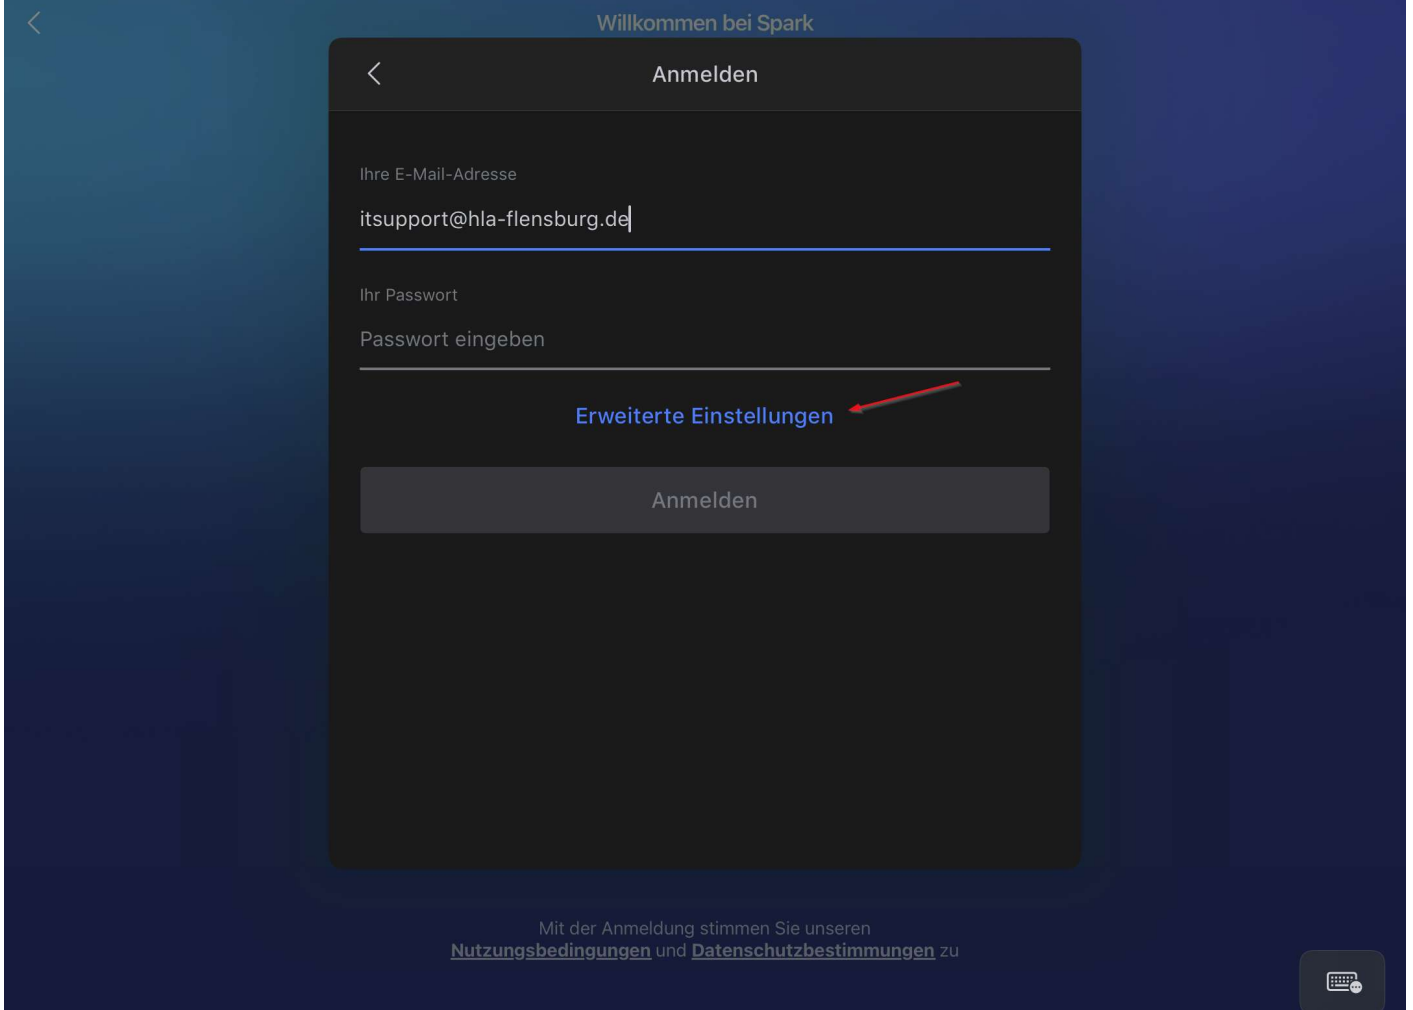 Willkommen bei Spark
Anmelden
Ihre E-Mail-Adresse
itsupport@hla-flensburg.de
Ihr Passwort
Passwort eingeben
Erweiterte Einstellungen
Anmelden
Mit der Anmeldung stimmen Sie unseren
Nutzungsbedingungen und Datenschutzbestimmungen zu